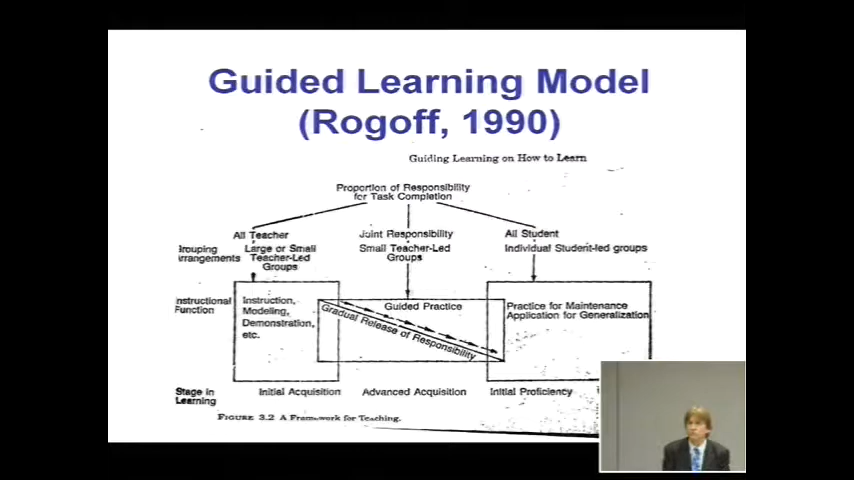 Guided Learning Model
(Rogoff, 1990)
Guiding Learning on How to Learn
Proportion of Responsibility
for Task Completion
All Teacher
Joint Responsibility
All Student
Grouping
Arrangements
Large or Small
Teacher-Led
Groups
Small Teacher-Led
Groups
Individual Student-led groups
Instructional
Function
Instruction,
Modeling,
Demonstration,
etc.
Guided Practice
Gradual Release of Responsibility
Practice for Maintenance
Application for Generalization
Stage in
Learning
Initial Acquisition
Advanced Acquisition
Initial Proficiency
FIGURE 3.2 A Framework for Teaching.